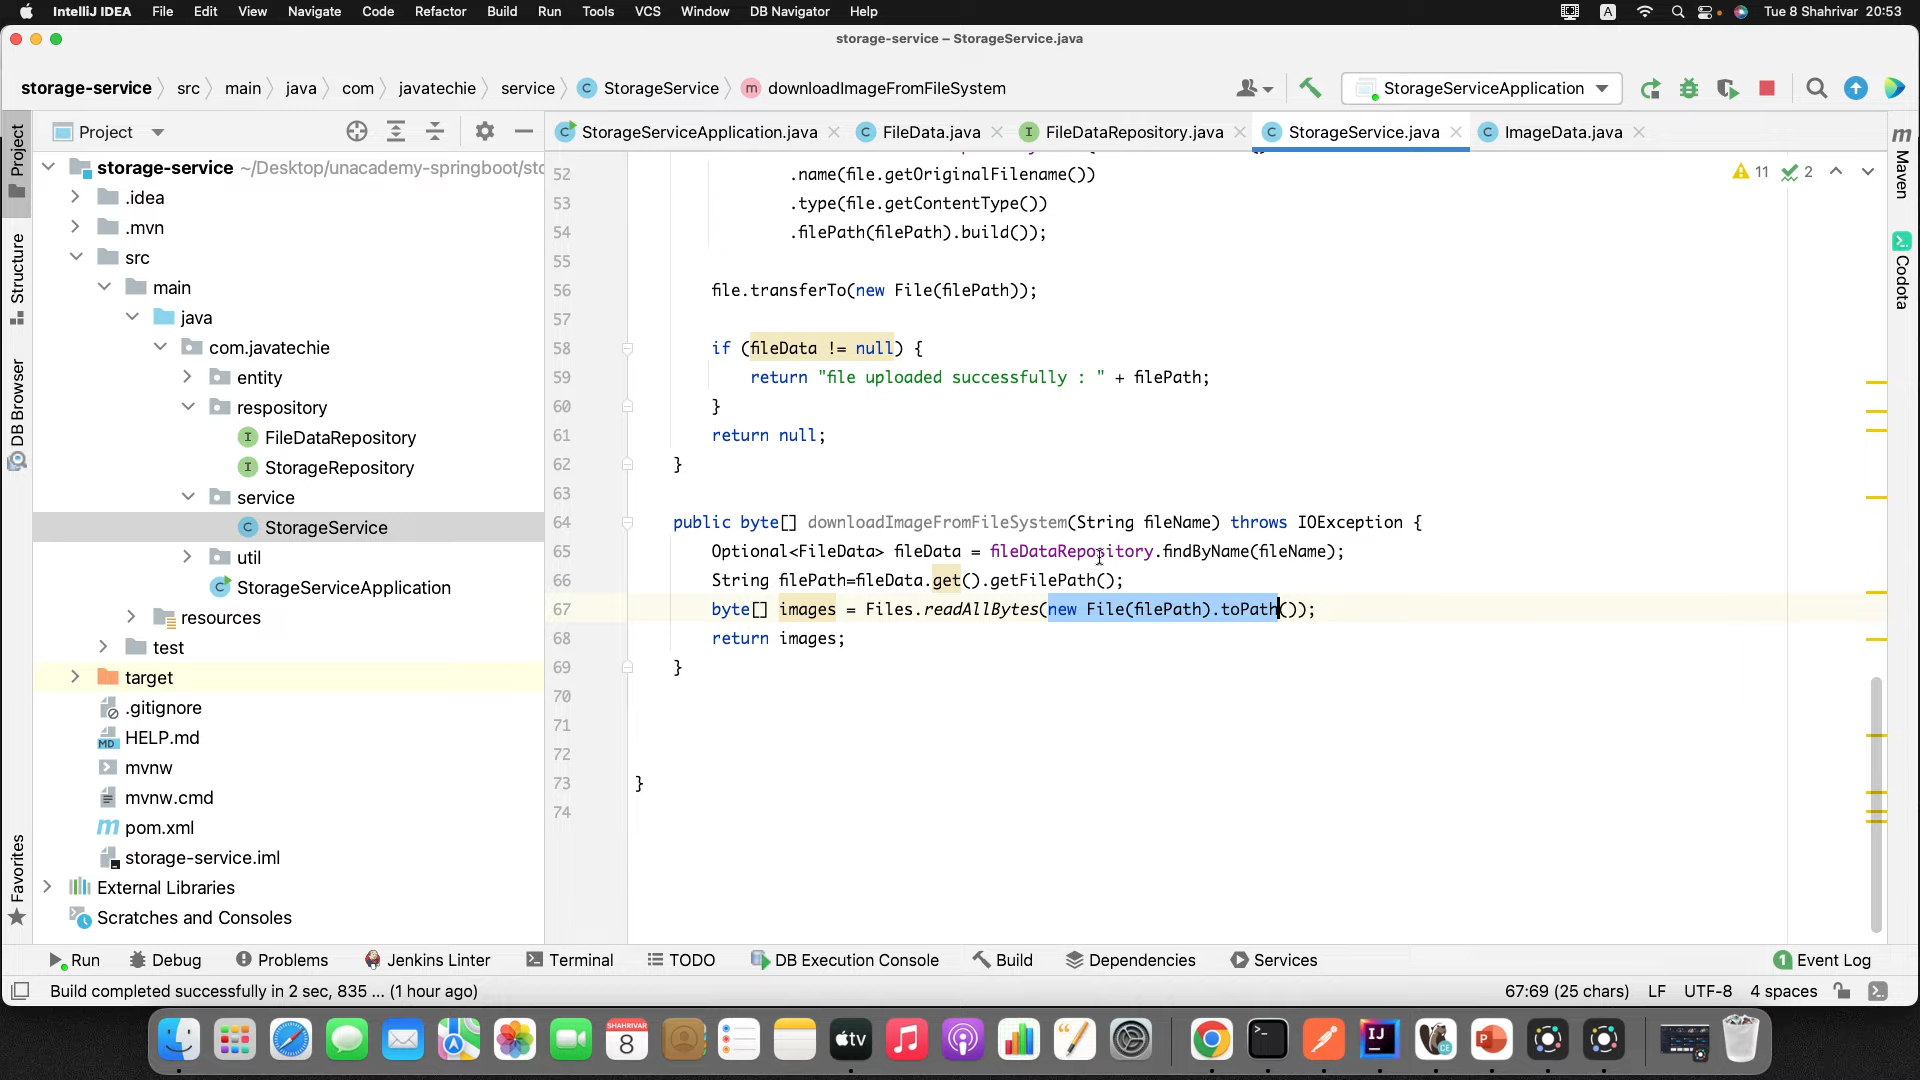 IntelliJ IDEA File Edit View Navigate Code Refactor Build Run Tools VCS Window DB Navigator Help A Tue 8 Shahrivar 20:53
storage-service – StorageService.java
storage-service src main java com javatechie service C StorageService m downloadImageFromFileSystem StorageServiceApplication
Project StorageServiceApplication.java FileData.java FileDataRepository.java StorageService.java ImageData.java
storage-service ~/Desktop/unacademy-springboot/sto
.idea
.mvn
src
main
java
com.javatechie
entity
respository
FileDataRepository
StorageRepository
service
StorageService
util
StorageServiceApplication
resources
test
target
.gitignore
HELP.md
mvnw
mvnw.cmd
pom.xml
storage-service.iml
External Libraries
Scratches and Consoles
Project
Structure
DB Browser
Favorites
11 2
52 .name(file.getOriginalFilename())
53 .type(file.getContentType())
54 .filePath(filePath).build());
55
56 file.transferTo(new File(filePath));
57
58 if (fileData != null) {
59 return "file uploaded successfully : " + filePath;
60 }
61 return null;
62 }
63
64 public byte[] downloadImageFromFileSystem(String fileName) throws IOException {
65 Optional<FileData> fileData = fileDataRepository.findByName(fileName);
66 String filePath=fileData.get().getFilePath();
67 byte[] images = Files.readAllBytes(new File(filePath).toPath());
68 return images;
69 }
70
71
72
73 }
74
Maven
Codota
Run Debug Problems Jenkins Linter Terminal TODO DB Execution Console Build Dependencies Services 1 Event Log
Build completed successfully in 2 sec, 835 ... (1 hour ago) 67:69 (25 chars) LF UTF-8 4 spaces
SHAHRIVAR
8
tv
IJ
CE
P